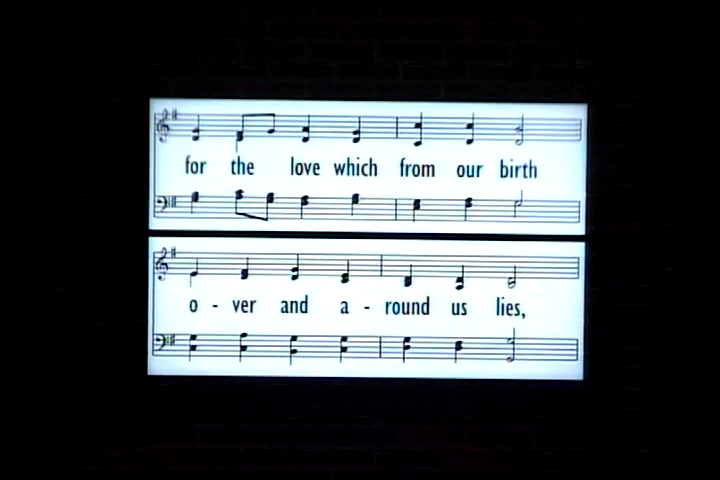 for the love which from our birth
o - ver and a - round us lies,